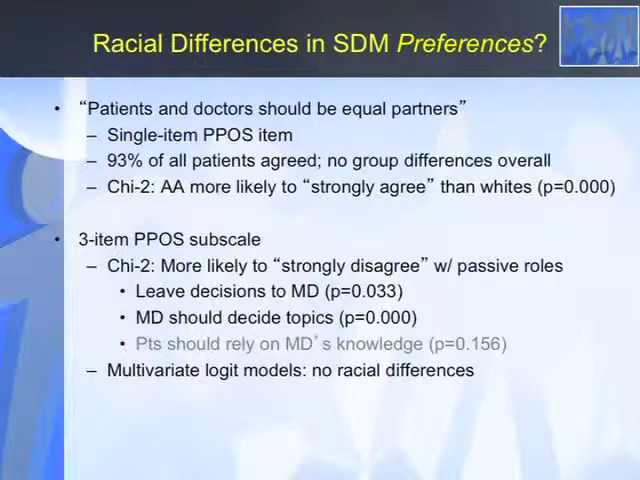 Racial Differences in SDM Preferences?
• “Patients and doctors should be equal partners”
– Single-item PPOS item
– 93% of all patients agreed; no group differences overall
– Chi-2: AA more likely to “strongly agree” than whites (p=0.000)
• 3-item PPOS subscale
– Chi-2: More likely to “strongly disagree” w/ passive roles
• Leave decisions to MD (p=0.033)
• MD should decide topics (p=0.000)
• Pts should rely on MD’s knowledge (p=0.156)
– Multivariate logit models: no racial differences